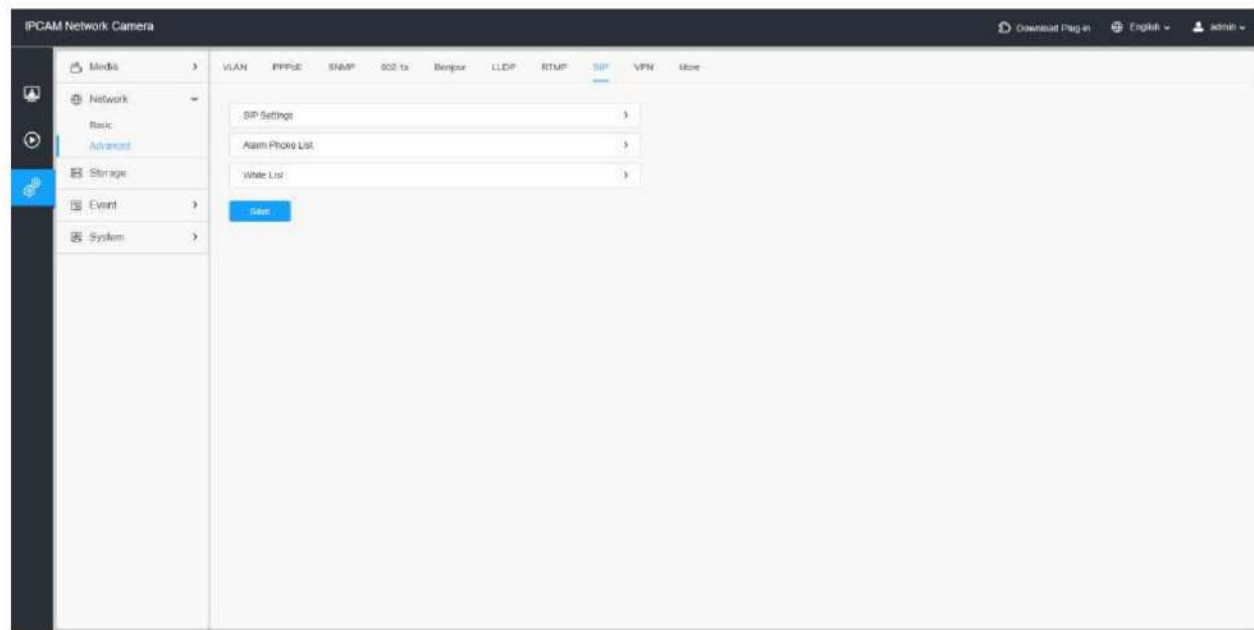 IPCAM Network Camera
Download Plug-in English admin
Media
Network
Basic
Advanced
Storage
Event
System
VLAN PPPoE SNMP 802.1x Bonjour LLDP RTMP SIP VPN More
SIP Settings
Alarm Phone List
White List
Save